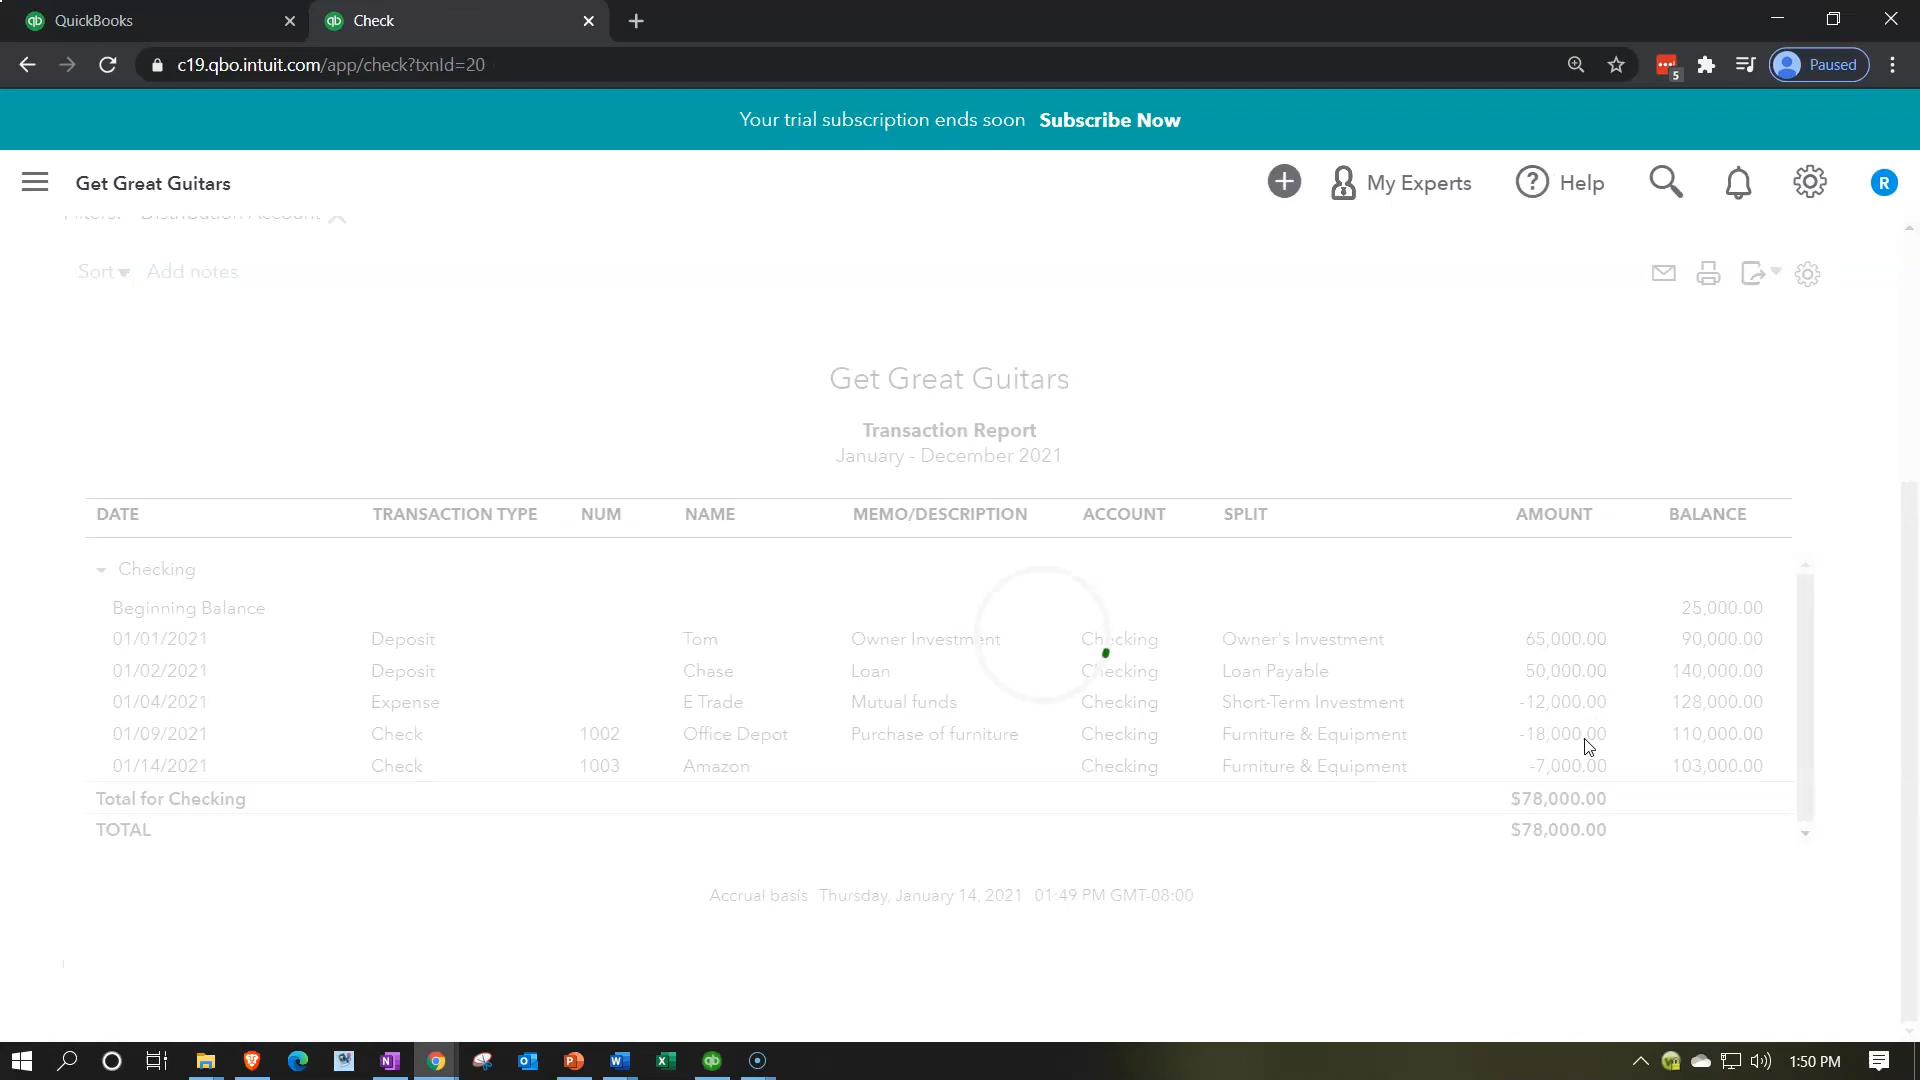 QuickBooks
Check
c19.qbo.intuit.com/app/check?txnId=20
5
Paused
Your trial subscription ends soon Subscribe Now
Get Great Guitars
My Experts
Help
R
Filters: Distribution Account
Sort Add notes
Get Great Guitars
Transaction Report
January - December 2021
DATE TRANSACTION TYPE NUM NAME MEMO/DESCRIPTION ACCOUNT SPLIT AMOUNT BALANCE
Checking
Beginning Balance 25,000.00
01/01/2021 Deposit Tom Owner Investment Checking Owner's Investment 65,000.00 90,000.00
01/02/2021 Deposit Chase Loan Checking Loan Payable 50,000.00 140,000.00
01/04/2021 Expense E Trade Mutual funds Checking Short-Term Investment -12,000.00 128,000.00
01/09/2021 Check 1002 Office Depot Purchase of furniture Checking Furniture & Equipment -18,000.00 110,000.00
01/14/2021 Check 1003 Amazon Checking Furniture & Equipment -7,000.00 103,000.00
Total for Checking $78,000.00
TOTAL $78,000.00
Accrual basis Thursday, January 14, 2021 01:49 PM GMT-08:00
1:50 PM